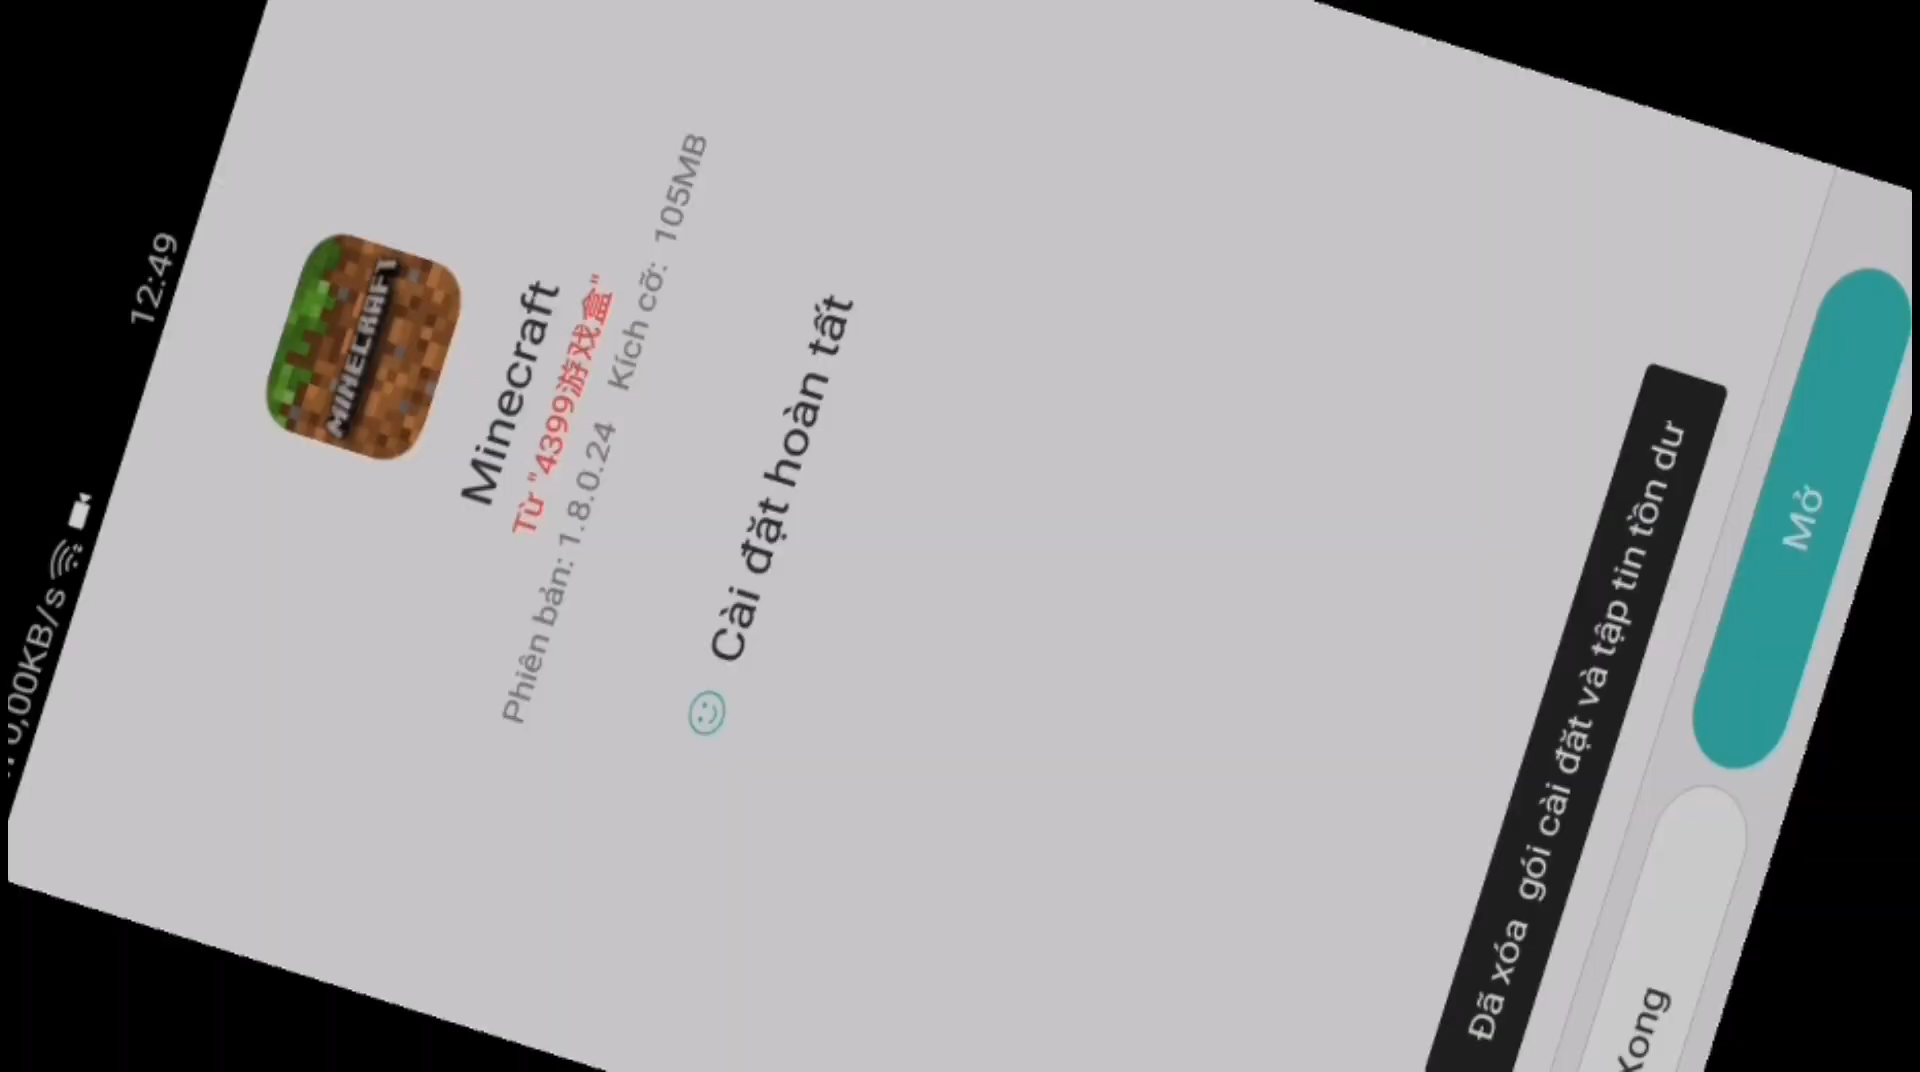 0,00KB/s
12:49
MINECRAFT
Minecraft
Từ "4399游戏盒"
Phiên bản: 1.8.0.24 Kích cỡ: 105MB
Cài đặt hoàn tất
Đã xóa gói cài đặt và tập tin tồn dư
Xong
Mở